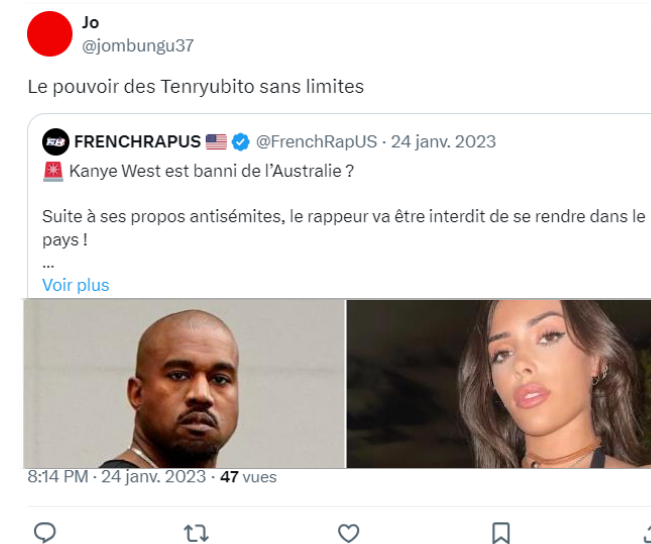 Jo
@jombungu37
Le pouvoir des Tenryubito sans limites
FRENCHRAPUS @FrenchRapUS · 24 janv. 2023
Kanye West est banni de l'Australie ?
Suite à ses propos antisémites, le rappeur va être interdit de se rendre dans le
pays !
...
Voir plus
8:14 PM · 24 janv. 2023 · 47 vues